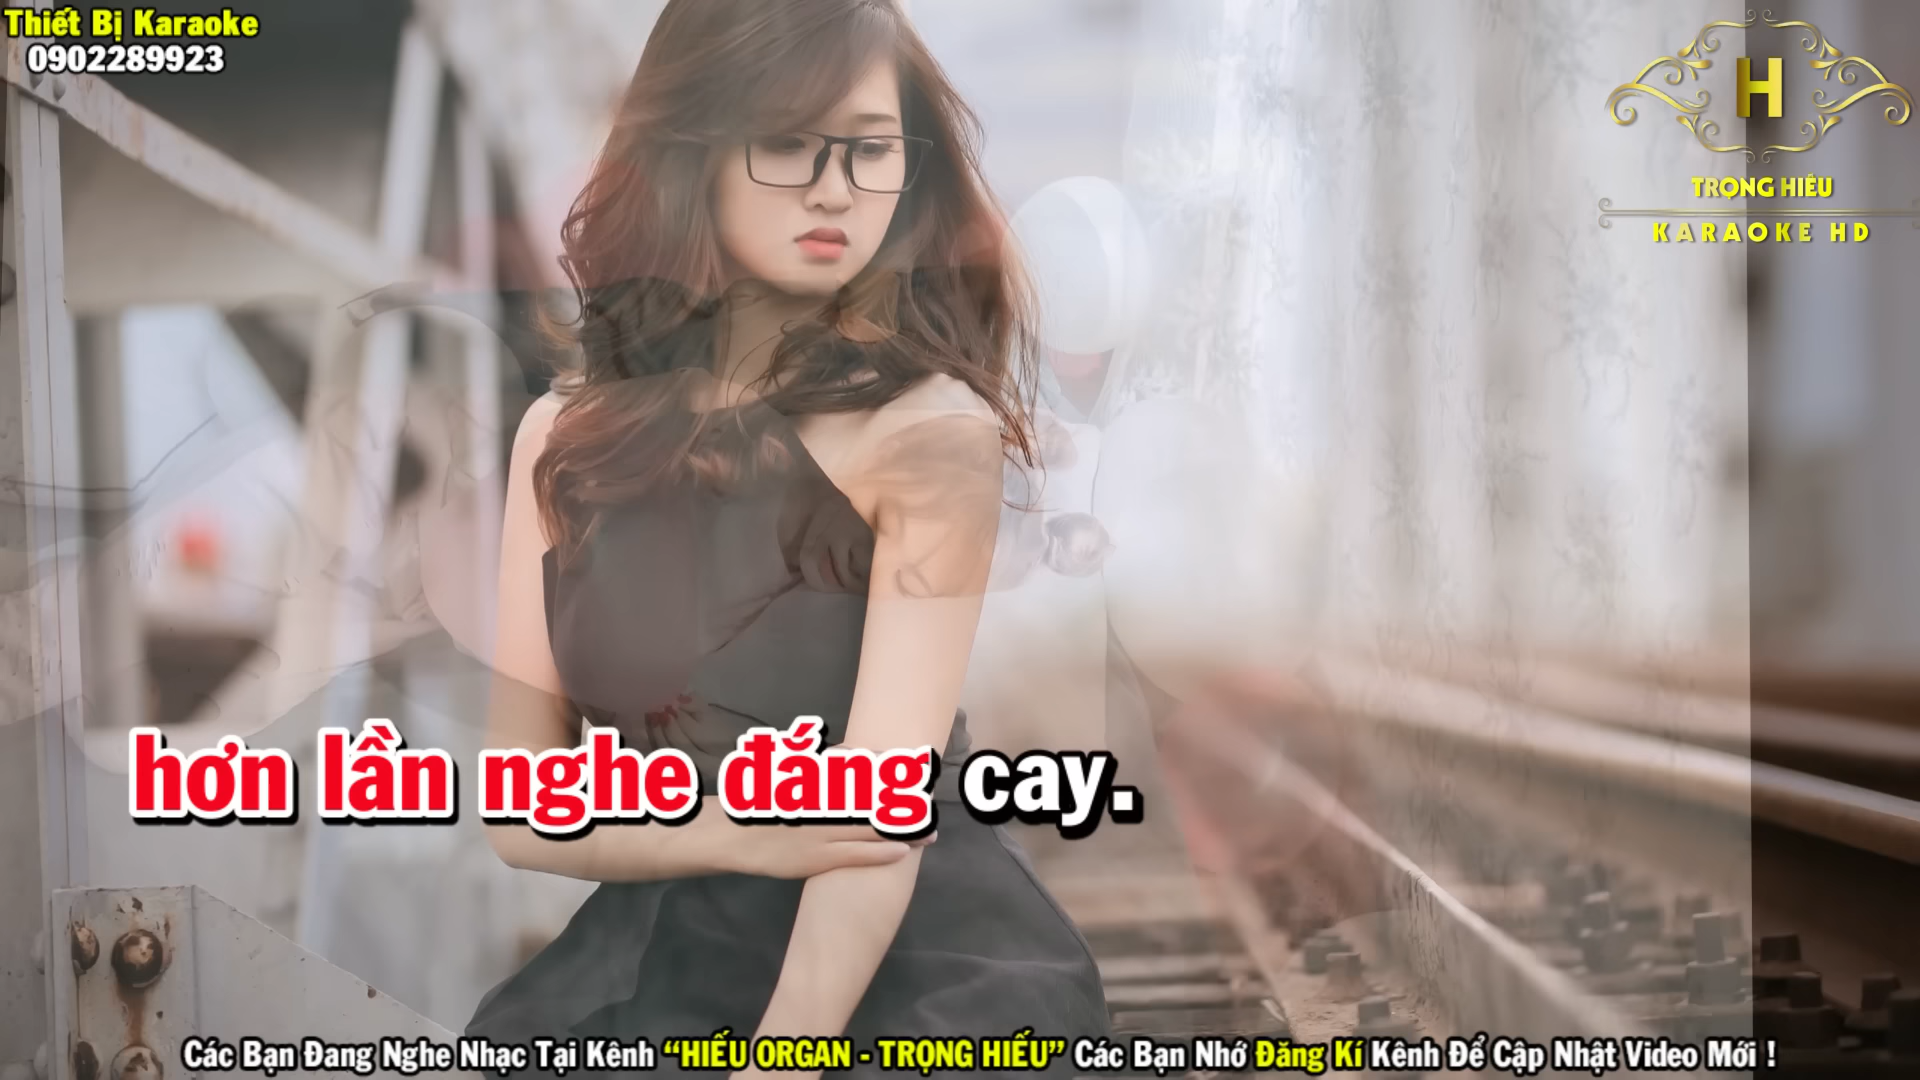 Thiết Bị Karaoke
0902289923
H
TRỌNG HIẾU
KARAOKE HD
hơn lần nghe đắng cay.
Các Bạn Đang Nghe Nhạc Tại Kênh “HIẾU ORGAN - TRỌNG HIẾU” Các Bạn Nhớ Đăng Kí Kênh Để Cập Nhật Video Mới !